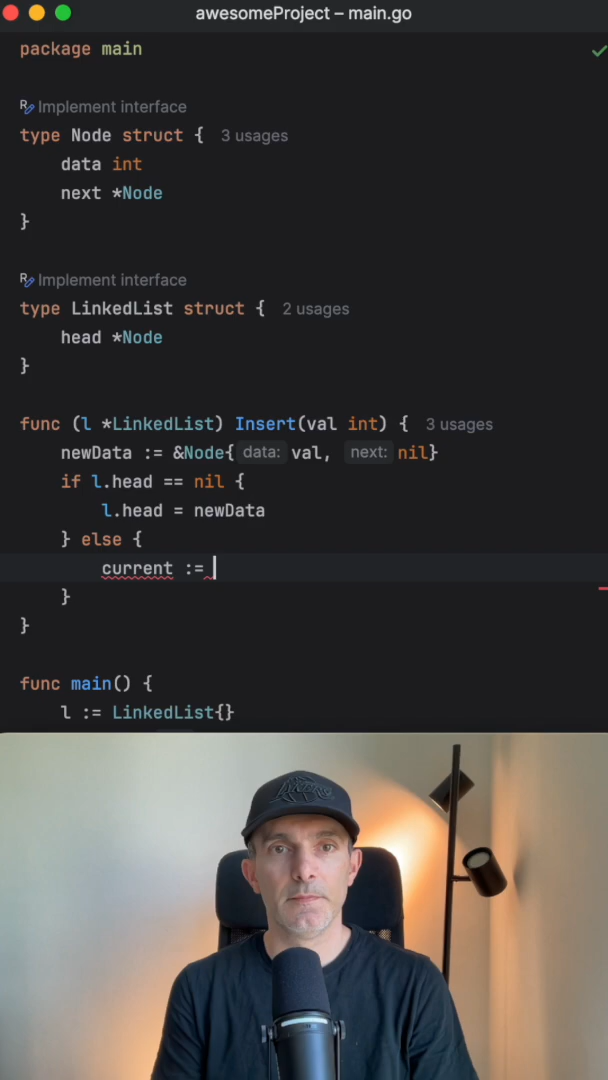 awesomeProject – main.go
package main
Implement interface
type Node struct { 3 usages
data int
next *Node
}
Implement interface
type LinkedList struct { 2 usages
head *Node
}
func (l *LinkedList) Insert(val int) { 3 usages
newData := &Node{ data: val, next: nil}
if l.head == nil {
l.head = newData
} else {
current :=
}
}
func main() {
l := LinkedList{}
LAKERS